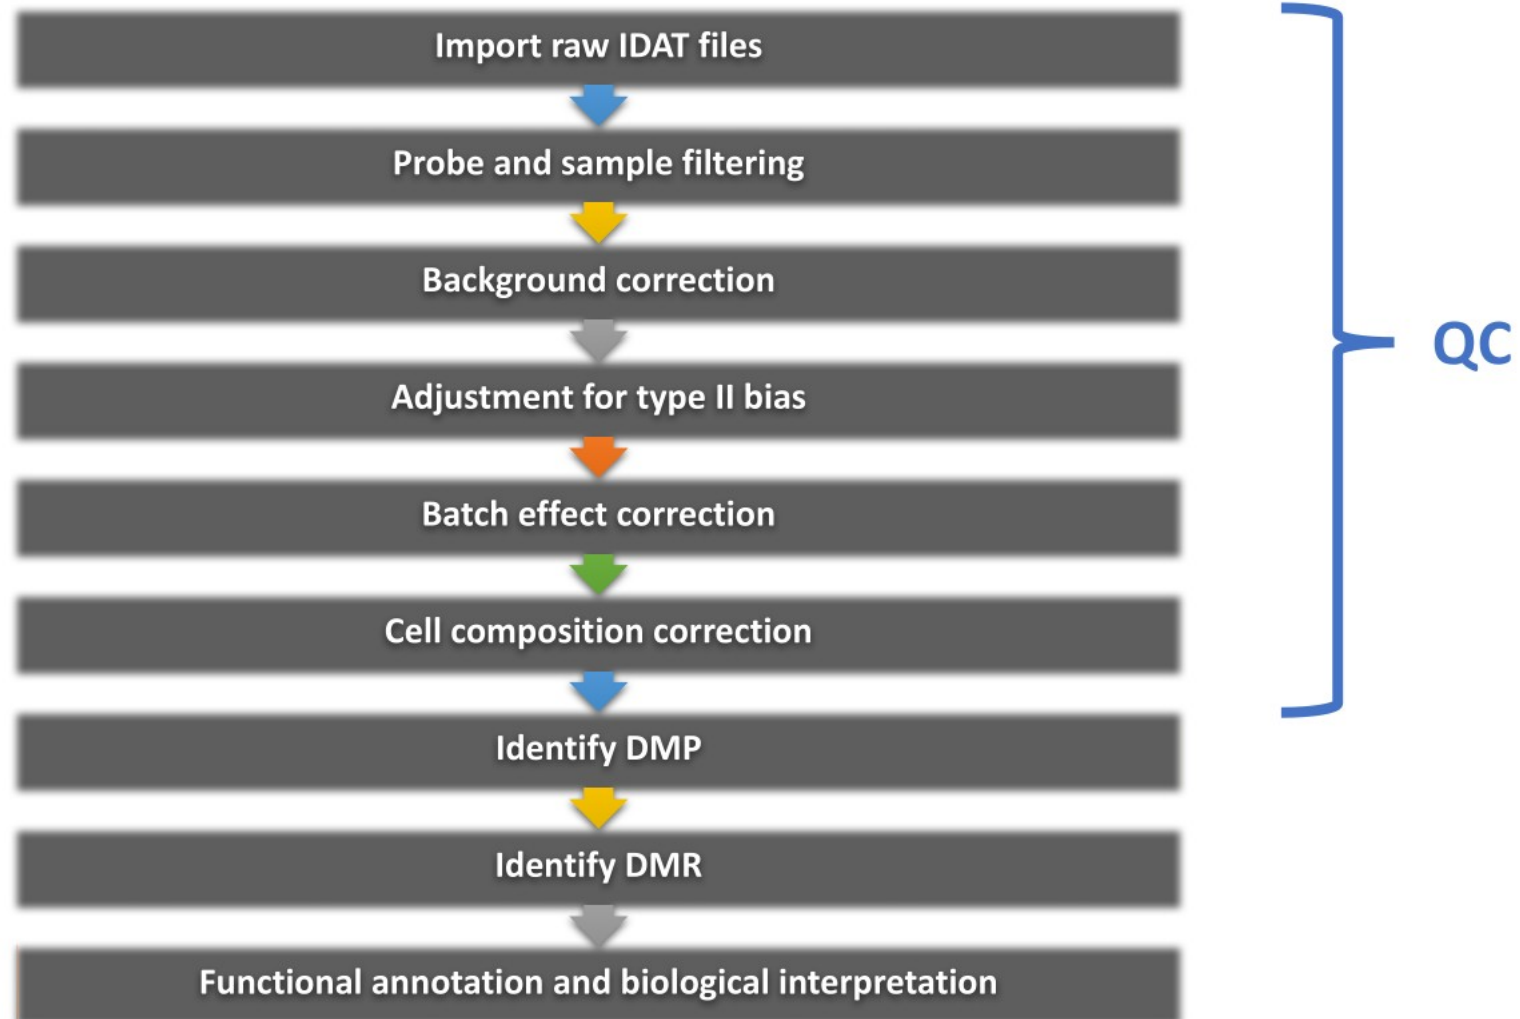 Import raw IDAT files
Probe and sample filtering
Background correction
Adjustment for type II bias
QC
Batch effect correction
Cell composition correction
Identify DMP
Identify DMR
Functional annotation and biological interpretation